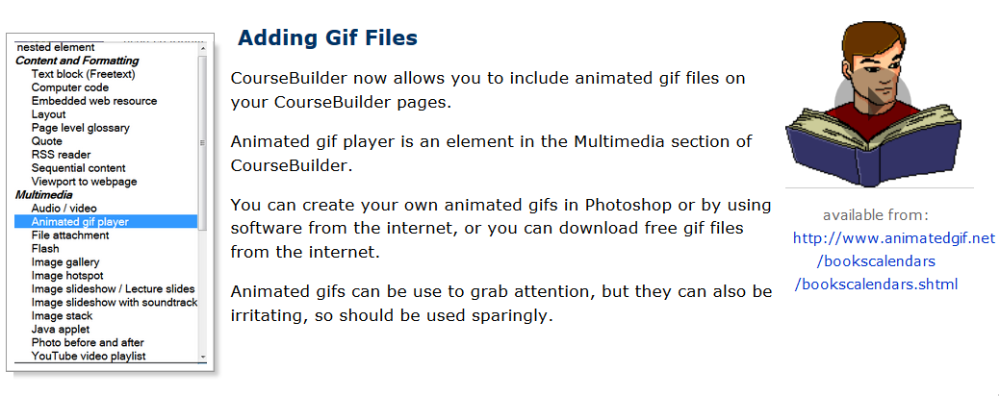 nested element
Content and Formatting
Text block (Freetext)
Computer code
Embedded web resource
Layout
Page level glossary
Quote
RSS reader
Sequential content
Viewport to webpage
Multimedia
Audio / video
Animated gif player
File attachment
Flash
Image gallery
Image hotspot
Image slideshow / Lecture slides
Image slideshow with soundtrack
Image stack
Java applet
Photo before and after
YouTube video playlist
Adding Gif Files
CourseBuilder now allows you to include animated gif files on
your CourseBuilder pages.
Animated gif player is an element in the Multimedia section of
CourseBuilder.
You can create your own animated gifs in Photoshop or by using
software from the internet, or you can download free gif files
from the internet.
Animated gifs can be use to grab attention, but they can also be
irritating, so should be used sparingly.
available from:
http://www.animatedgif.net
/bookscalendars
/bookscalendars.shtml